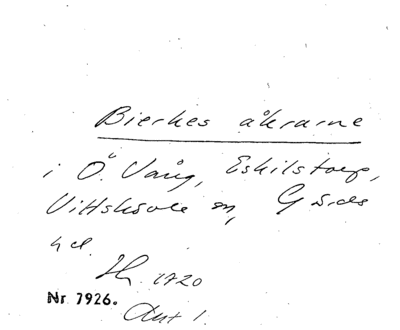 Bierkes åkrarne
i Ö. Vång, Eskilstorp,
Vittskövle sn, Gärds
hd.
1720
Nr 7926.
Akt 1.